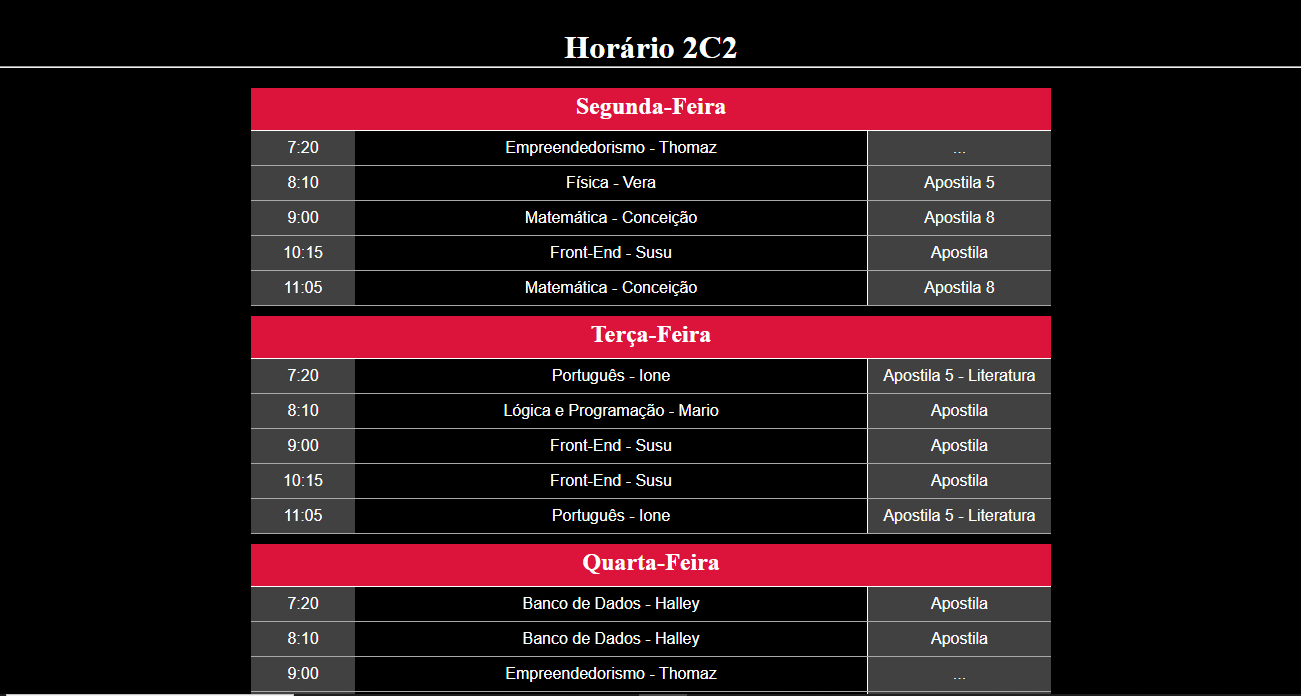 Horário 2C2
Segunda-Feira
7:20 Empreendedorismo - Thomaz ...
8:10 Física - Vera Apostila 5
9:00 Matemática - Conceição Apostila 8
10:15 Front-End - Susu Apostila
11:05 Matemática - Conceição Apostila 8
Terça-Feira
7:20 Português - Ione Apostila 5 - Literatura
8:10 Lógica e Programação - Mario Apostila
9:00 Front-End - Susu Apostila
10:15 Front-End - Susu Apostila
11:05 Português - Ione Apostila 5 - Literatura
Quarta-Feira
7:20 Banco de Dados - Halley Apostila
8:10 Banco de Dados - Halley Apostila
9:00 Empreendedorismo - Thomaz ...